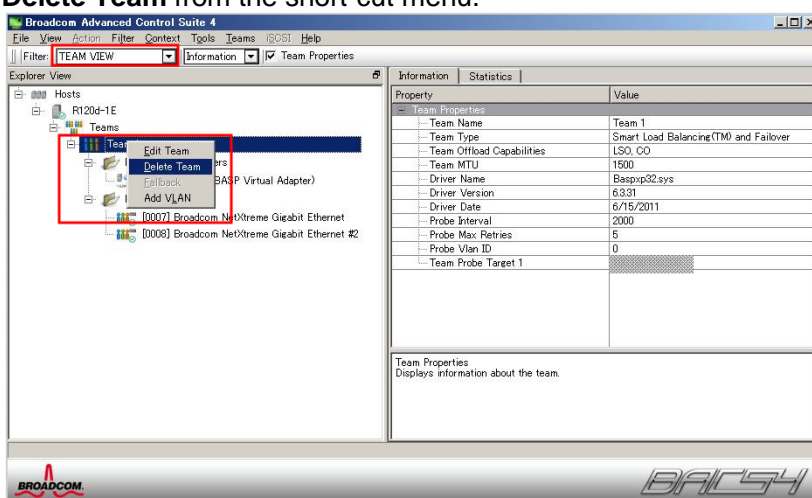 Delete Team from the short-cut menu.
Broadcom Advanced Control Suite 4
File View Action Filter Context Tools Teams iSCSI Help
Filter: TEAM VIEW Information Team Properties
Explorer View
Hosts
R120d-1E
Teams
Edit Team
Delete Team
Fallback
Add VLAN
BASP Virtual Adapter)
[0007] Broadcom NetXtreme Gigabit Ethernet
[0008] Broadcom NetXtreme Gigabit Ethernet #2
Information Statistics
Property Value
Team Properties
Team Name Team 1
Team Type Smart Load Balancing(TM) and Failover
Team Offload Capabilities LSO, CO
Team MTU 1500
Driver Name Baspxp32.sys
Driver Version 6.3.31
Driver Date 6/15/2011
Probe Interval 2000
Probe Max Retries 5
Probe Vlan ID 0
Team Probe Target 1
Team Properties
Displays information about the team.
BROADCOM.
BACS4